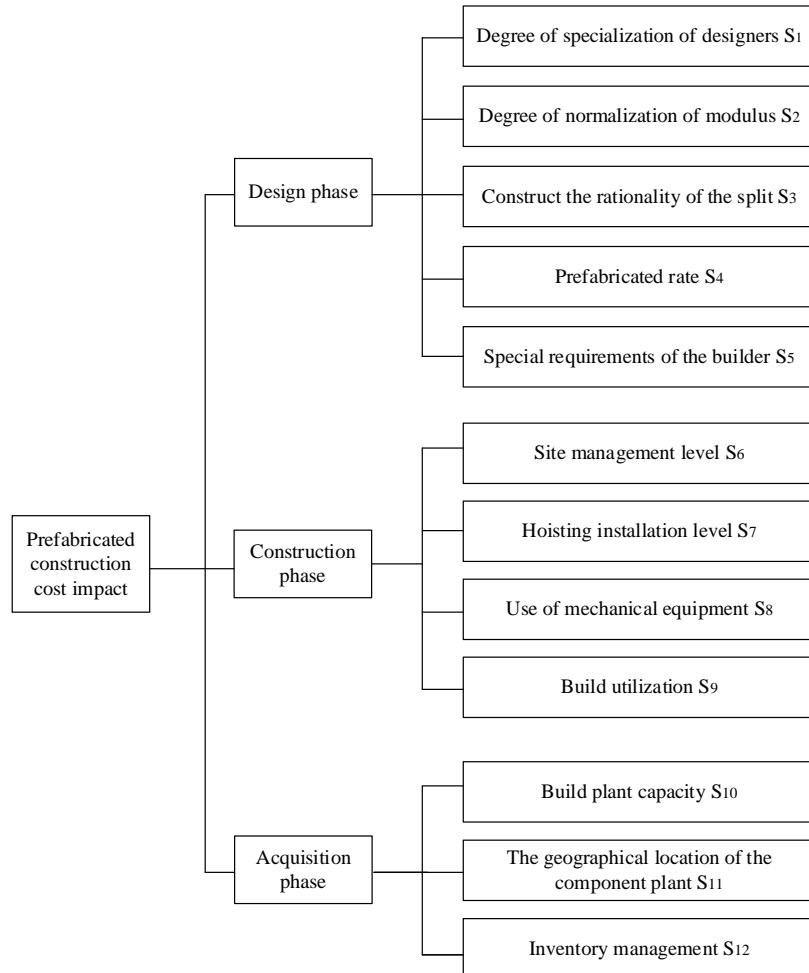 Degree of specialization of designers S1
Degree of normalization of modulus S2
Design phase
Construct the rationality of the split S3
Prefabricated rate S4
Special requirements of the builder S5
Site management level S6
Hoisting installation level S7
Prefabricated
construction
cost impact
Construction
phase
Use of mechanical equipment S8
Build utilization S9
Build plant capacity S10
Acquisition
phase
The geographical location of the
component plant S11
Inventory management S12